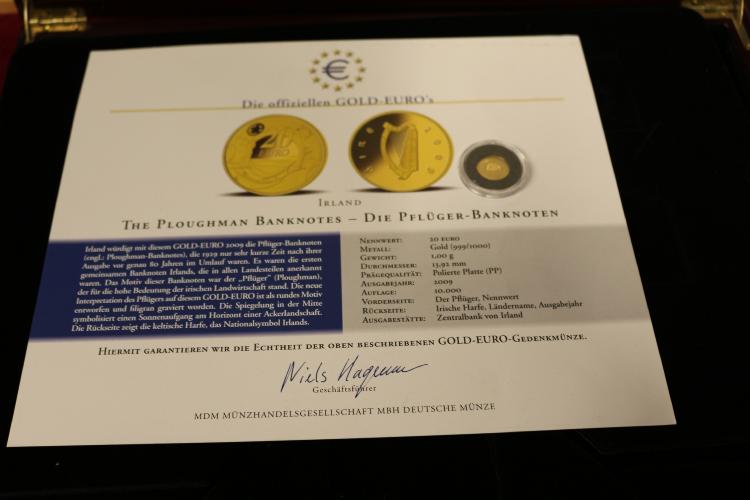 €
Die offiziellen GOLD-EURO's
20
EURO
EIRE 2009
IRLAND
THE PLOUGHMAN BANKNOTES – DIE PFLÜGER-BANKNOTEN
Irland würdigt mit diesem GOLD-EURO 2009 die Pflüger-Banknoten
(engl.: Ploughman-Banknotes), die 1929 nur sehr kurze Zeit nach ihrer
Ausgabe vor genau 80 Jahren im Umlauf waren. Es waren die ersten
gemeinsamen Banknoten Irlands, die in allen Landesteilen anerkannt
waren. Das Motiv dieser Banknoten war der „Pflüger“ (Ploughman),
der für die hohe Bedeutung der irischen Landwirtschaft stand. Die neue
Interpretation des Pflügers auf diesem GOLD-EURO ist als rundes Motiv
entworfen und filigran graviert worden. Die Spiegelung in der Mitte
symbolisiert einen Sonnenaufgang am Horizont einer Ackerlandschaft.
Die Rückseite zeigt die keltische Harfe, das Nationalsymbol Irlands.
NENNWERT: 20 EURO
METALL: Gold (999/1000)
GEWICHT: 1,00 g
DURCHMESSER: 13,92 mm
PRÄGEQUALITÄT: Polierte Platte (PP)
AUSGABEJAHR: 2009
AUFLAGE: 10.000
VORDERSEITE: Der Pflüger, Nennwert
RÜCKSEITE: Irische Harfe, Ländername, Ausgabejahr
AUSGABESTÄTTE: Zentralbank von Irland
HIERMIT GARANTIEREN WIR DIE ECHTHEIT DER OBEN BESCHRIEBENEN GOLD-EURO-GEDENKMÜNZE.
Niels
Geschäftsführer
MDM MÜNZHANDELSGESELLSCHAFT MBH DEUTSCHE MÜNZE